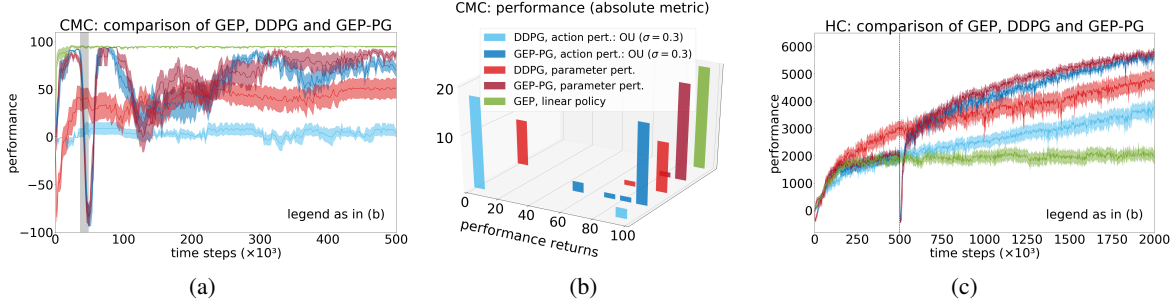 CMC: comparison of GEP, DDPG and GEP-PG
100
50
0
−50
−100
performance
legend as in (b)
0 100 200 300 400 500
time steps (×10³)
(a)
CMC: performance (absolute metric)
DDPG, action pert.: OU (σ = 0.3)
GEP-PG, action pert.: OU (σ = 0.3)
DDPG, parameter pert.
GEP-PG, parameter pert.
GEP, linear policy
20
10
0 20 40 60 80 100
performance returns
(b)
HC: comparison of GEP, DDPG and GEP-PG
6000
5000
4000
3000
2000
1000
0
performance
legend as in (b)
0 250 500 750 1000 1250 1500 1750 2000
time steps (×10³)
(c)